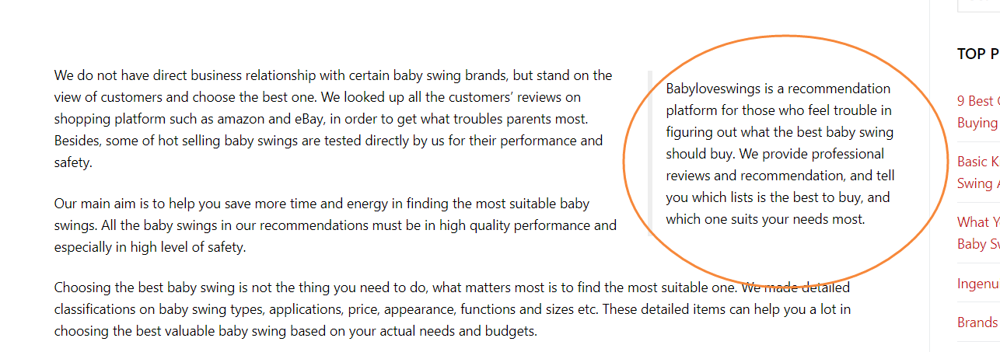 We do not have direct business relationship with certain baby swing brands, but stand on the
view of customers and choose the best one. We looked up all the customers' reviews on
shopping platform such as amazon and eBay, in order to get what troubles parents most.
Besides, some of hot selling baby swings are tested directly by us for their performance and
safety.
Our main aim is to help you save more time and energy in finding the most suitable baby
swings. All the baby swings in our recommendations must be in high quality performance and
especially in high level of safety.
Babyloveswings is a recommendation
platform for those who feel trouble in
figuring out what the best baby swing
should buy. We provide professional
reviews and recommendation, and tell
you which lists is the best to buy, and
which one suits your needs most.
Choosing the best baby swing is not the thing you need to do, what matters most is to find the most suitable one. We made detailed
classifications on baby swing types, applications, price, appearance, functions and sizes etc. These detailed items can help you a lot in
choosing the best valuable baby swing based on your actual needs and budgets.
TOP P
9 Best
Buying
Basic K
Swing
What Y
Baby Sw
Ingenu
Brands